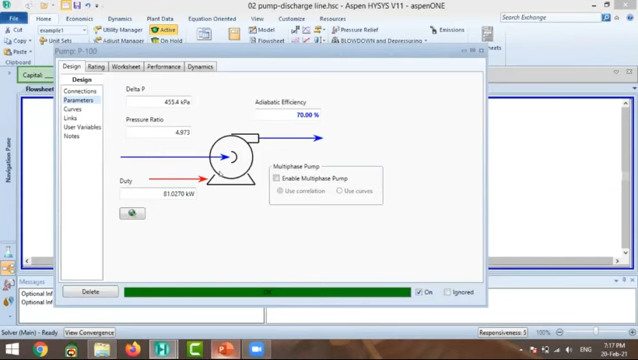 02 pump-discharge line.hsc - Aspen HYSYS V11 - aspenONE
File Home Economics Dynamics Plant Data Equation Oriented View Customize Resources
Search Exchange
Cut example1 Utility Manager Active Model Pressure Relief Emissions
Copy Unit Sets Adjust Manager On Hold BLOWDOWN and Depressuring
Paste
Capital:
Flowsheet
Navigation Pane
Pump: P-100
Design Rating Worksheet Performance Dynamics
Design
Connections
Parameters
Curves
Links
User Variables
Notes
Delta P
455.4 kPa
Pressure Ratio
4.973
Adiabatic Efficiency
70.00 %
Duty
81.0270 kW
Multiphase Pump
Enable Multiphase Pump
Use correlation Use curves
Delete OK On Ignored
Messages
Optional Inf
Optional Inf
Solver (Main) - Ready View Convergence Responsiveness: 5 100%
ENG 7:17 PM
20-Feb-21